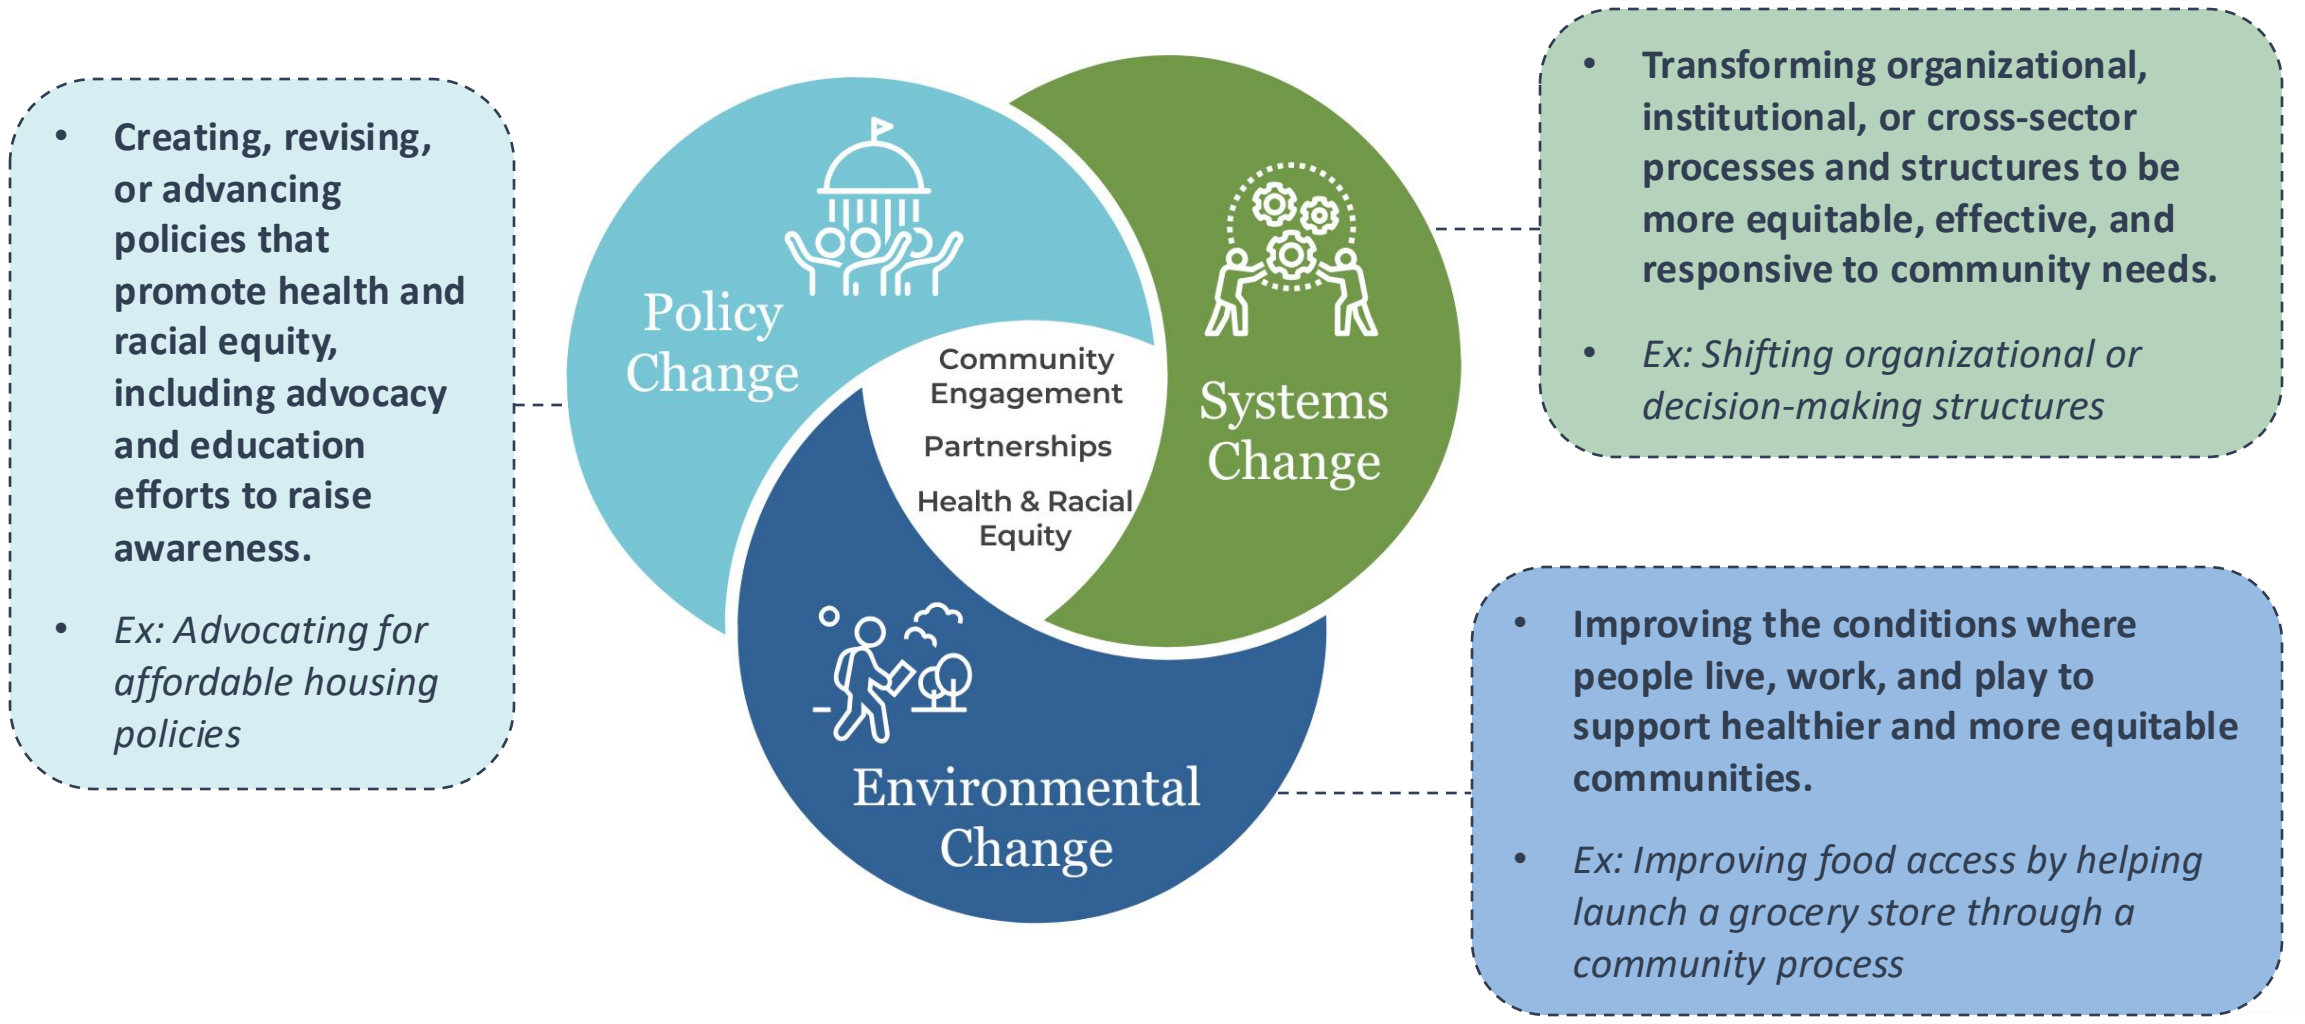 • Creating, revising,
or advancing
policies that
promote health and
racial equity,
including advocacy
and education
efforts to raise
awareness.
• Ex: Advocating for
affordable housing
policies
Policy
Change
Community
Engagement
Partnerships
Health & Racial
Equity
Systems
Change
Environmental
Change
• Transforming organizational,
institutional, or cross-sector
processes and structures to be
more equitable, effective, and
responsive to community needs.
• Ex: Shifting organizational or
decision-making structures
• Improving the conditions where
people live, work, and play to
support healthier and more equitable
communities.
• Ex: Improving food access by helping
launch a grocery store through a
community process